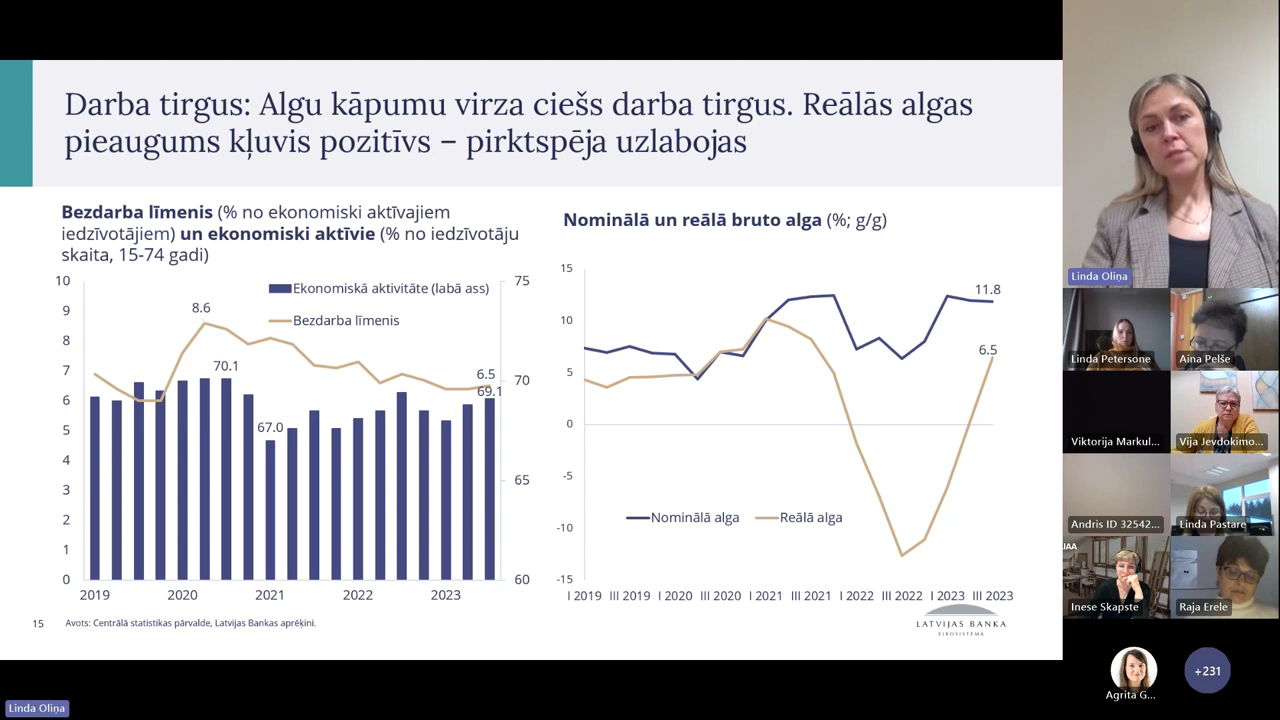 Darba tirgus: Algu kāpumu virza ciešs darba tirgus. Reālās algas
pieaugums kļuvis pozitīvs – pirktspēja uzlabojas
Bezdarba līmenis (% no ekonomiski aktīvajiem
iedzīvotājiem) un ekonomiski aktīvie (% no iedzīvotāju
skaita, 15-74 gadi)
10
9
8
7
6
5
4
3
2
1
0
75
70
65
60
Ekonomiskā aktivitāte (labā ass)
Bezdarba līmenis
8.6
70.1
67.0
6.5
69.1
2019 2020 2021 2022 2023
Nominālā un reālā bruto alga (%; g/g)
15
10
5
0
-5
-10
-15
11.8
6.5
Nominālā alga Reālā alga
I 2019 III 2019 I 2020 III 2020 I 2021 III 2021 I 2022 III 2022 I 2023 III 2023
15 Avots: Centrālā statistikas pārvalde, Latvijas Bankas aprēķini.
LATVIJAS BANKA
EIROSISTĒMA
Linda Oliņa
Linda Petersone
Aina Pelše
Viktorija Markul...
Vija Jevdokimo...
Andris ID 32542...
Linda Pastare
JAA
Inese Skapste
Raja Erele
Agrita G...
+231
Linda Oliņa